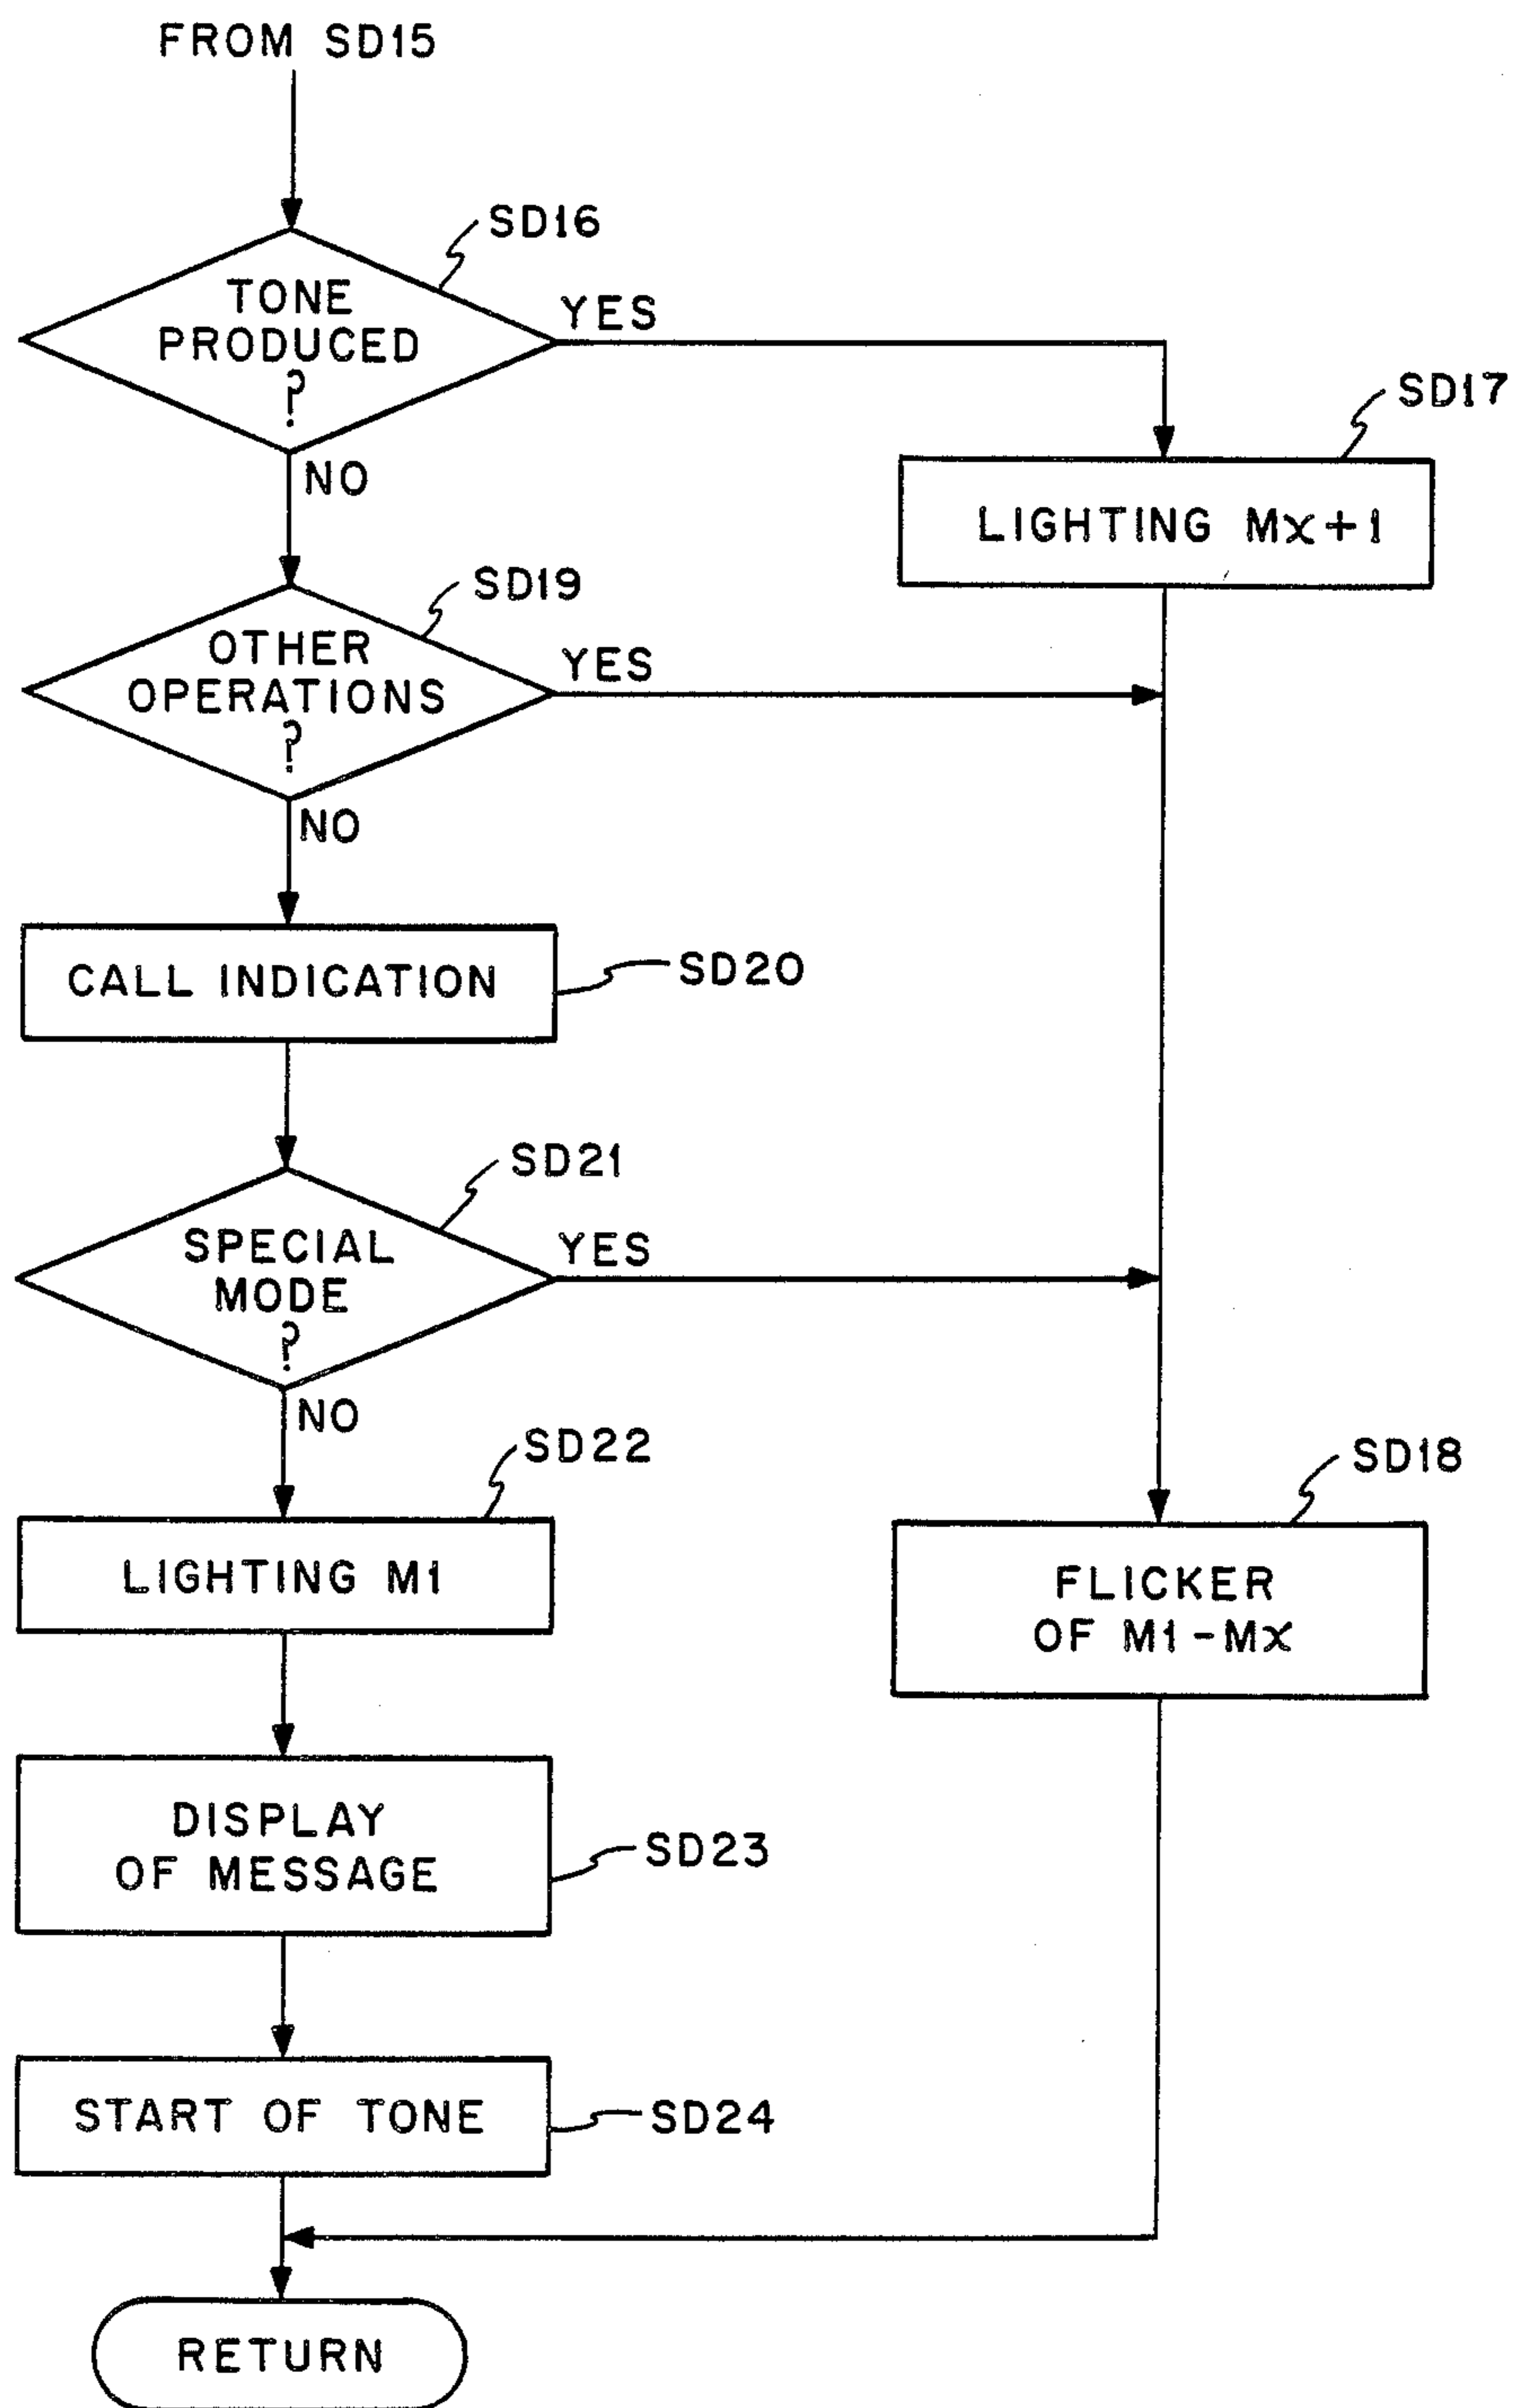 FROM SD15
SD16
TONE
PRODUCED
?
YES
NO
SD17
LIGHTING Mx+1
SD19
OTHER
OPERATIONS
?
YES
NO
CALL INDICATION
SD20
SD21
SPECIAL
MODE
?
YES
NO
SD22
LIGHTING M1
SD18
FLICKER
OF M1-Mx
DISPLAY
OF MESSAGE
SD23
START OF TONE
SD24
RETURN